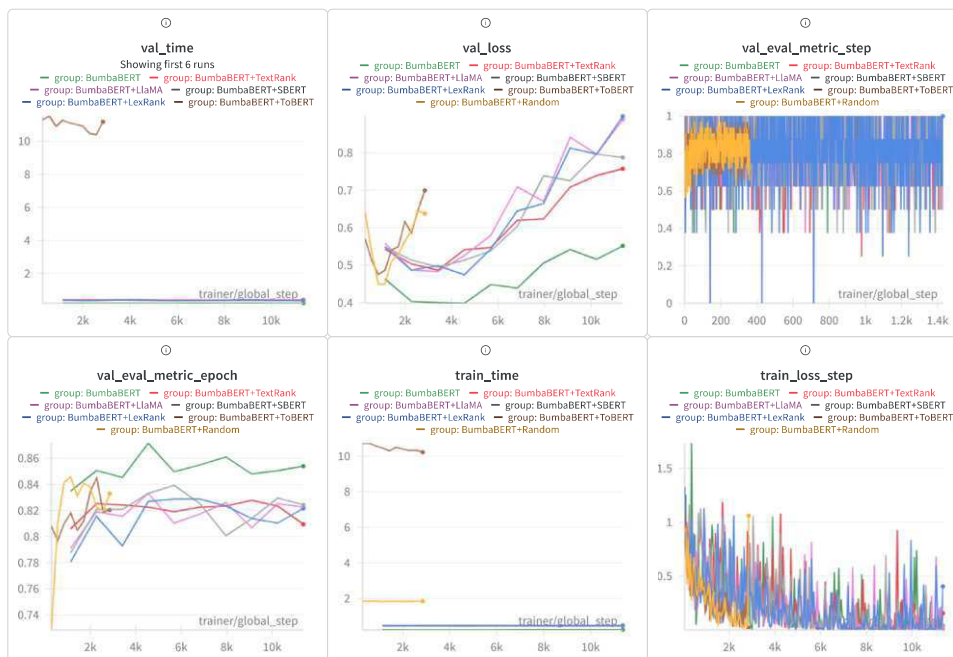 val_time
Showing first 6 runs
group: BumbaBERT group: BumbaBERT+TextRank
group: BumbaBERT+LlaMA group: BumbaBERT+SBERT
group: BumbaBERT+LexRank group: BumbaBERT+ToBERT
10
8
6
4
2
trainer/global_step
2k 4k 6k 8k 10k
val_loss
group: BumbaBERT group: BumbaBERT+TextRank
group: BumbaBERT+LlaMA group: BumbaBERT+SBERT
group: BumbaBERT+LexRank group: BumbaBERT+ToBERT
group: BumbaBERT+Random
0.8
0.7
0.6
0.5
0.4
trainer/global_step
2k 4k 6k 8k 10k
val_eval_metric_step
group: BumbaBERT group: BumbaBERT+TextRank
group: BumbaBERT+LlaMA group: BumbaBERT+SBERT
group: BumbaBERT+LexRank group: BumbaBERT+ToBERT
group: BumbaBERT+Random
1
0.8
0.6
0.4
0.2
0
trainer/global_step
0 200 400 600 800 1k 1.2k 1.4k
val_eval_metric_epoch
group: BumbaBERT group: BumbaBERT+TextRank
group: BumbaBERT+LlaMA group: BumbaBERT+SBERT
group: BumbaBERT+LexRank group: BumbaBERT+ToBERT
group: BumbaBERT+Random
0.86
0.84
0.82
0.8
0.78
0.76
0.74
trainer/global_step
2k 4k 6k 8k 10k
train_time
group: BumbaBERT group: BumbaBERT+TextRank
group: BumbaBERT+LlaMA group: BumbaBERT+SBERT
group: BumbaBERT+LexRank group: BumbaBERT+ToBERT
group: BumbaBERT+Random
10
8
6
4
2
trainer/global_step
2k 4k 6k 8k 10k
train_loss_step
group: BumbaBERT group: BumbaBERT+TextRank
group: BumbaBERT+LlaMA group: BumbaBERT+SBERT
group: BumbaBERT+LexRank group: BumbaBERT+ToBERT
group: BumbaBERT+Random
1.5
1
0.5
trainer/global_step
2k 4k 6k 8k 10k